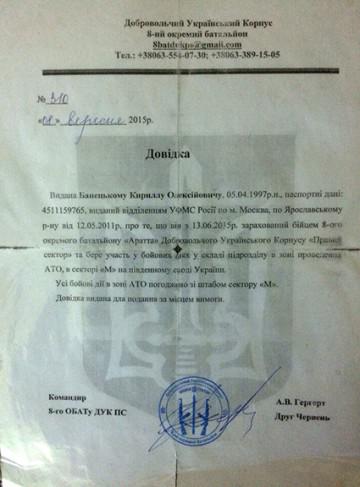 Добровольчий Український Корпус
8-ий окремий батальйон
8batdukps@gmail.com
Тел.: +38063-554-07-30; +38063-389-15-05
№ 310
«08» вересня 2015р.
Довідка
Видана Банецькому Кириллу Олексійовичу, 05.04.1997р.н., паспортні дані:
4511159765, виданий відділенням УФМС Росії по м. Москва, по Ярославському
р-ну від 12.05.2011р, про те, що він з 13.06.2035р. зарахований бійцем 8-ого
окремого батальйону «Аратта» Добровольчого Українського Корпусу «Правий
сектор» та бере участь у бойових діях у складі підрозділу в зоні проведення
АТО, в секторі «М» на південному сході України.
Усі бойові дії в зоні АТО погоджено зі штабом сектору «М».
Довідка видана для подання за місцем вимоги.
Командир
8-го ОБАТу ДУК ПС
А.В. Гергерт
Друг Червень